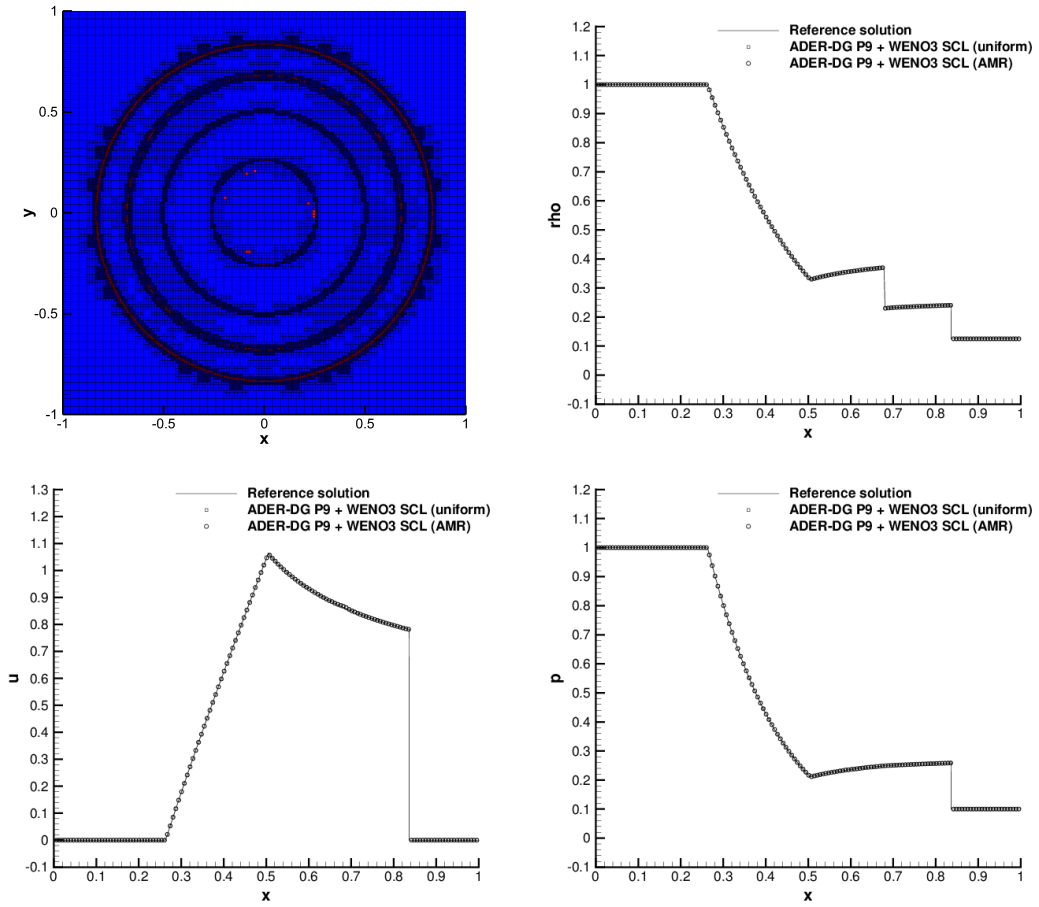 1
0.5
0
-0.5
-1
y
-1
-0.5
0
0.5
1
x
Reference solution
ADER-DG P9 + WENO3 SCL (uniform)
ADER-DG P9 + WENO3 SCL (AMR)
1.2
1.1
1
0.9
0.8
0.7
0.6
0.5
0.4
0.3
0.2
0.1
0
-0.1
rho
0 0.1 0.2 0.3 0.4 0.5 0.6 0.7 0.8 0.9 1
x
Reference solution
ADER-DG P9 + WENO3 SCL (uniform)
ADER-DG P9 + WENO3 SCL (AMR)
1.3
1.2
1.1
1
0.9
0.8
0.7
0.6
0.5
0.4
0.3
0.2
0.1
0
-0.1
u
0 0.1 0.2 0.3 0.4 0.5 0.6 0.7 0.8 0.9 1
x
Reference solution
ADER-DG P9 + WENO3 SCL (uniform)
ADER-DG P9 + WENO3 SCL (AMR)
1.2
1.1
1
0.9
0.8
0.7
0.6
0.5
0.4
0.3
0.2
0.1
0
-0.1
p
0 0.1 0.2 0.3 0.4 0.5 0.6 0.7 0.8 0.9 1
x